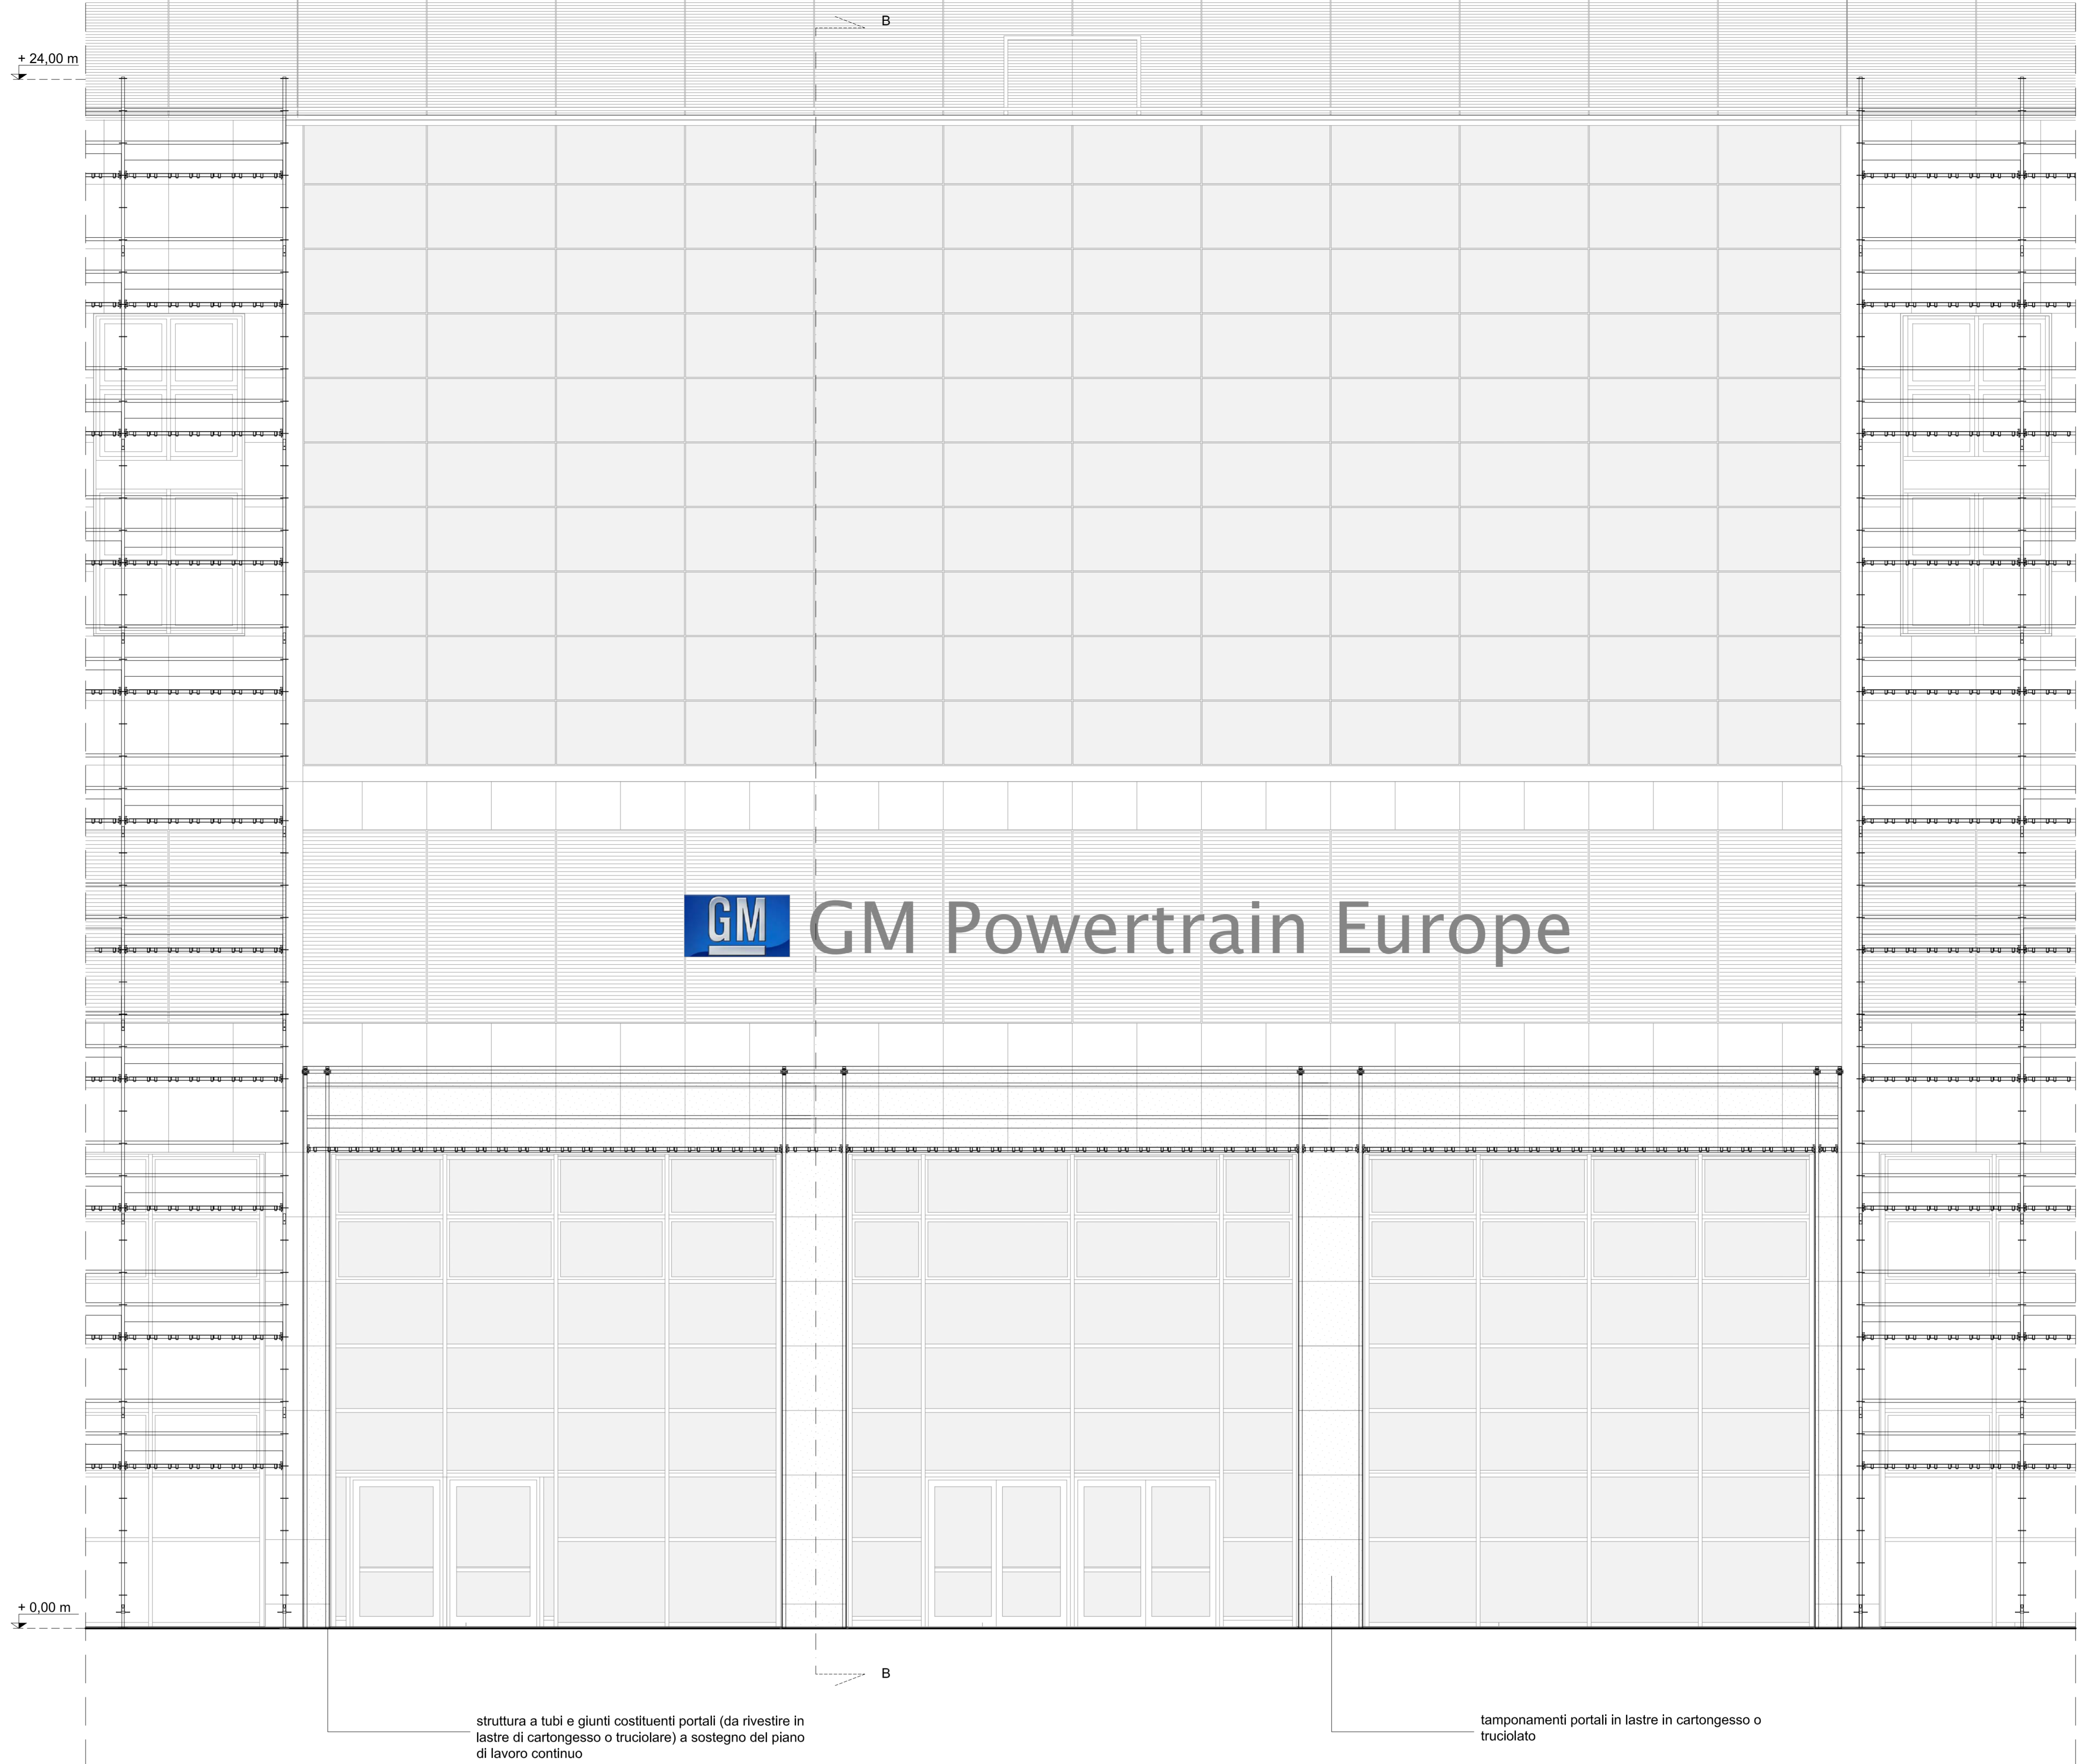 B
+ 24,00 m
GM GM Powertrain Europe
+ 0,00 m
B
struttura a tubi e giunti costituenti portali (da rivestire in
lastre di cartongesso o truciolare) a sostegno del piano
di lavoro continuo
tamponamenti portali in lastre in cartongesso o
truciolato